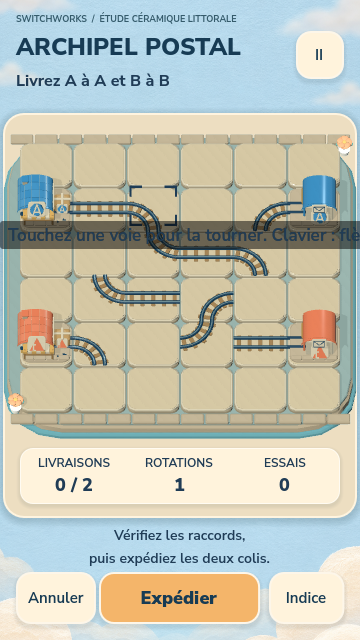 SWITCHWORKS / ÉTUDE CÉRAMIQUE LITTORALE
ARCHIPEL POSTAL
Livrez A à A et B à B
II
A
A
Touchez une voie pour la tourner. Clavier : flè
LIVRAISONS
0 / 2
ROTATIONS
1
ESSAIS
0
Vérifiez les raccords,
puis expédiez les deux colis.
Annuler
Expédier
Indice